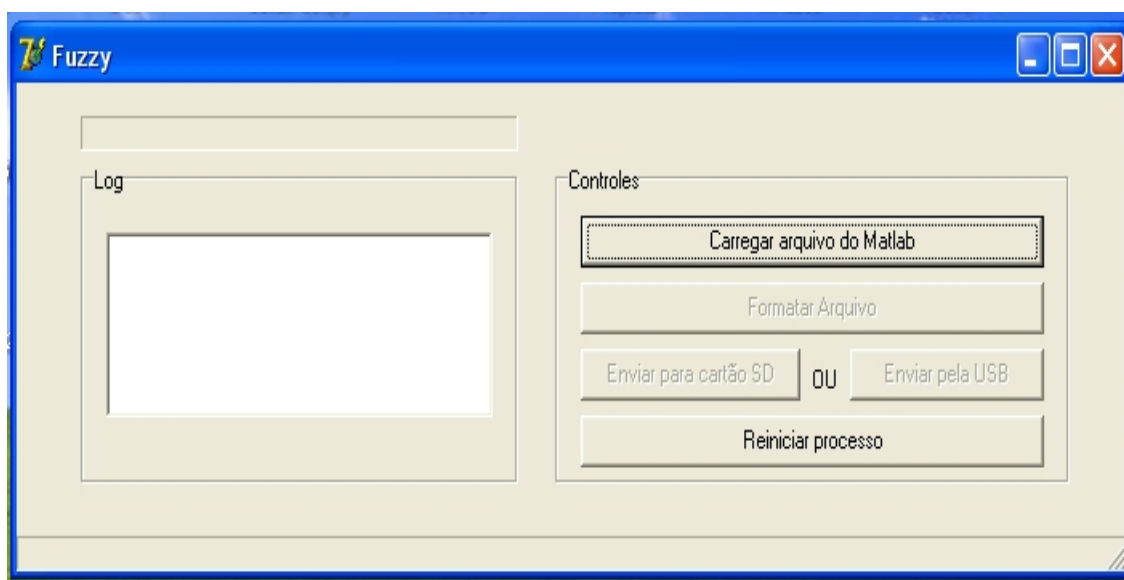 Fuzzy
Log
Controles
Carregar arquivo do Matlab
Formatar Arquivo
Enviar para cartão SD OU Enviar pela USB
Reiniciar processo